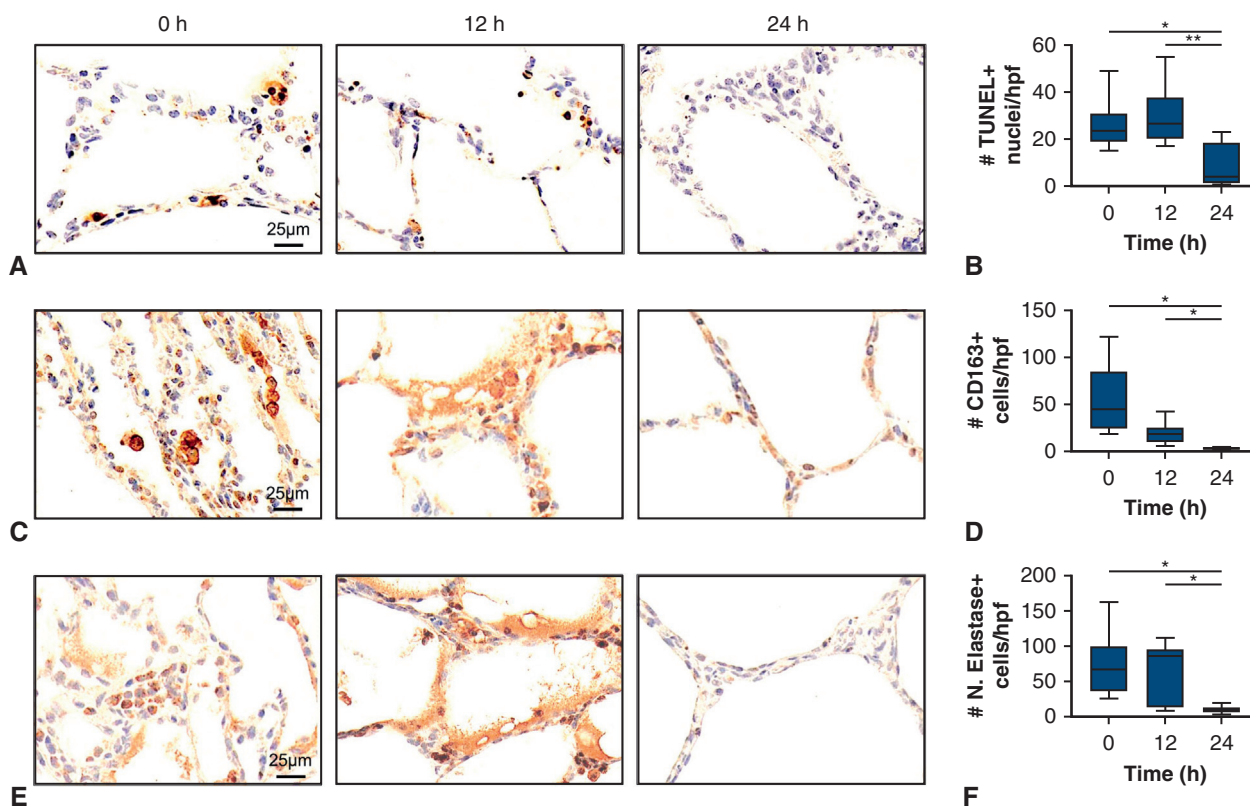 0 h
12 h
24 h
25µm
A
*
**
60
40
20
0
# TUNEL+
nuclei/hpf
0 12 24
Time (h)
B
25µm
C
*
*
150
100
50
0
# CD163+
cells/hpf
0 12 24
Time (h)
D
25µm
E
*
*
200
150
100
50
0
# N. Elastase+
cells/hpf
0 12 24
Time (h)
F